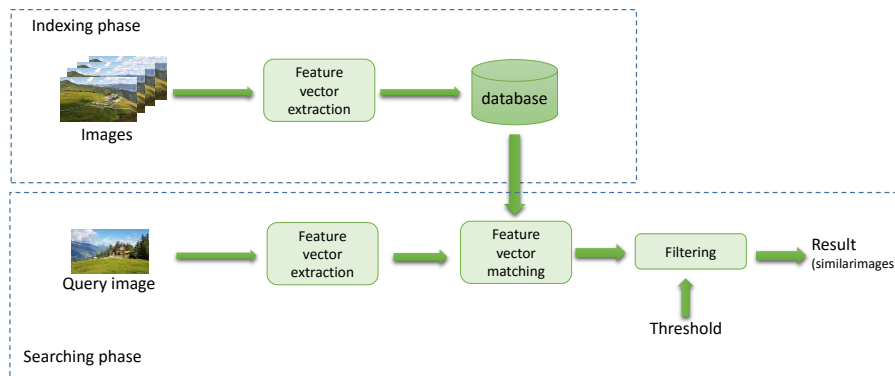 Indexing phase
Feature
vector
extraction
database
Images
Feature
vector
extraction
Feature
vector
matching
Filtering
Result
(similarimages
Query image
Threshold
Searching phase